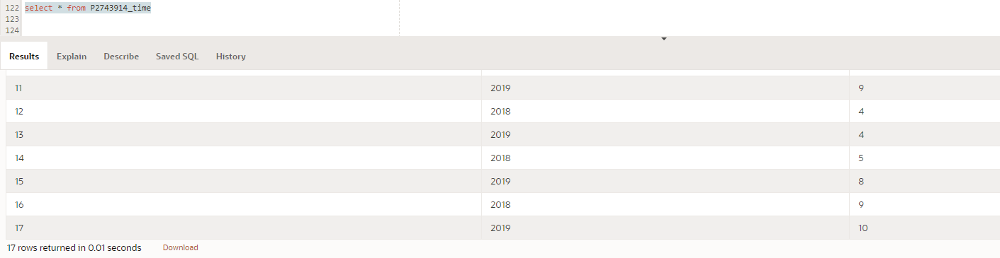 122 select * from P2743914_time
123
124
Results Explain Describe Saved SQL History
11 2019 9
12 2018 4
13 2019 4
14 2018 5
15 2019 8
16 2018 9
17 2019 10
17 rows returned in 0.01 seconds Download